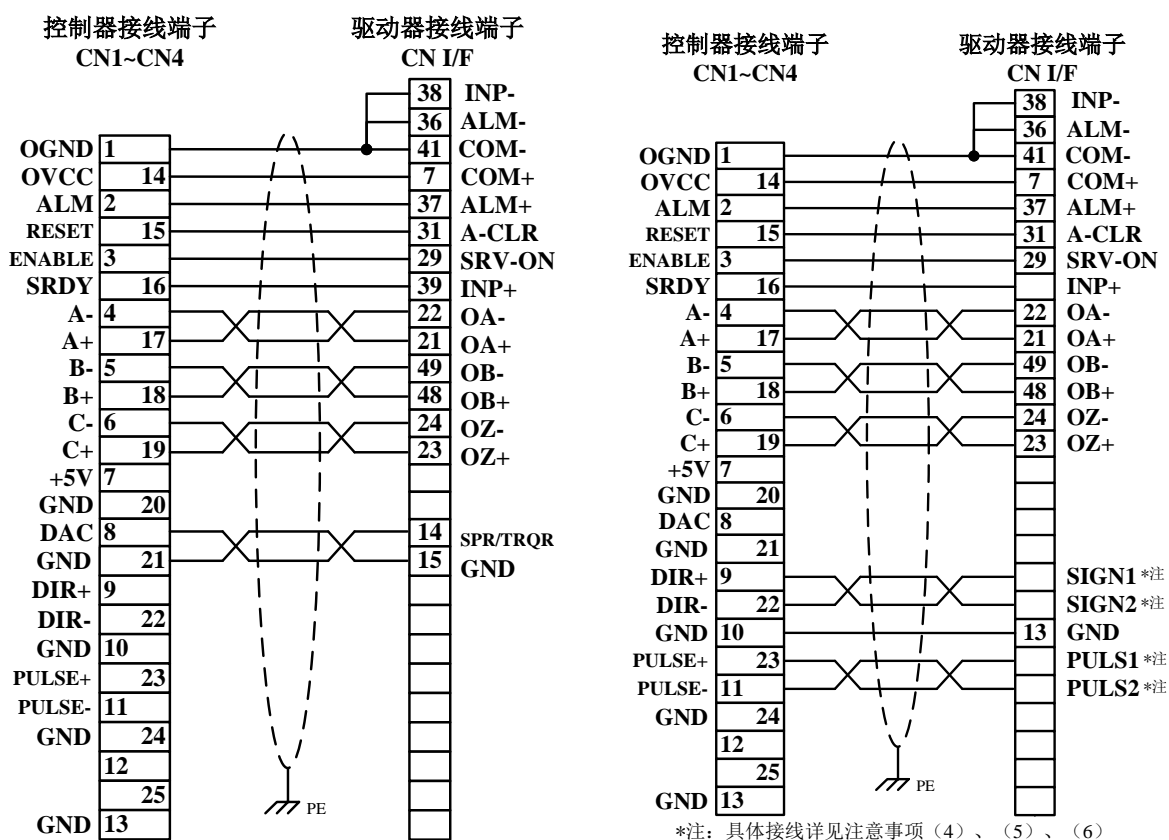 控制器接线端子 驱动器接线端子
CN1~CN4 CN I/F
38 INP-
36 ALM-
OGND 1 41 COM-
OVCC 14 7 COM+
ALM 2 37 ALM+
RESET 15 31 A-CLR
ENABLE 3 29 SRV-ON
SRDY 16 39 INP+
A- 4 22 OA-
A+ 17 21 OA+
B- 5 49 OB-
B+ 18 48 OB+
C- 6 24 OZ-
C+ 19 23 OZ+
+5V 7
GND 20
DAC 8 14 SPR/TRQR
GND 21 15 GND
DIR+ 9
DIR- 22
GND 10
PULSE+ 23
PULSE- 11
GND 24
12
25
GND 13
PE
控制器接线端子 驱动器接线端子
CN1~CN4 CN I/F
38 INP-
36 ALM-
OGND 1 41 COM-
OVCC 14 7 COM+
ALM 2 37 ALM+
RESET 15 31 A-CLR
ENABLE 3 29 SRV-ON
SRDY 16 INP+
A- 4 22 OA-
A+ 17 21 OA+
B- 5 49 OB-
B+ 18 48 OB+
C- 6 24 OZ-
C+ 19 23 OZ+
+5V 7
GND 20
DAC 8
GND 21
DIR+ 9 SIGN1 *注
DIR- 22 SIGN2 *注
GND 10 13 GND
PULSE+ 23 PULS1 *注
PULSE- 11 PULS2 *注
GND 24
12
25
GND 13
PE
*注：具体接线详见注意事项（4）、（5）、（6）